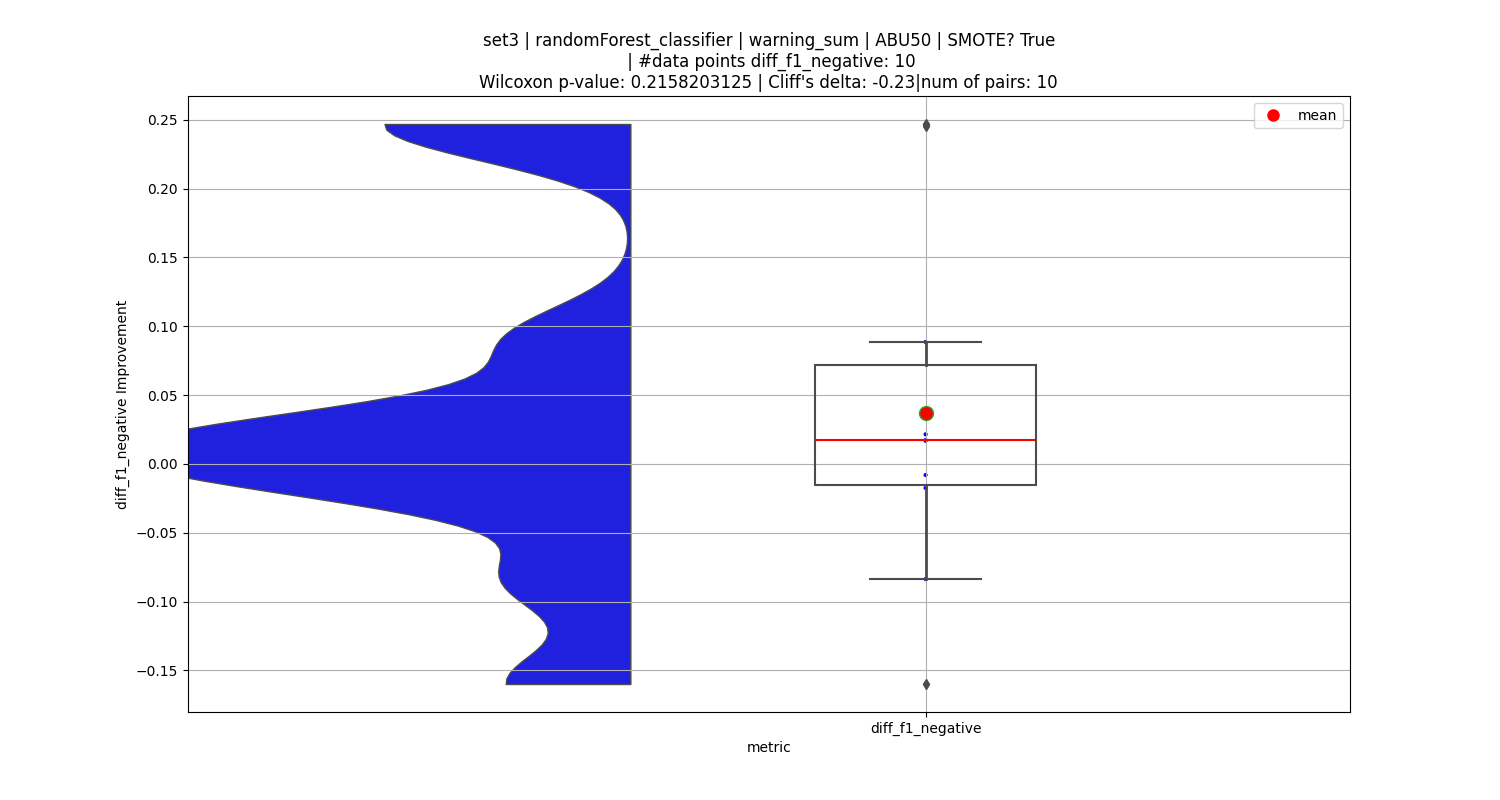 set3 | randomForest_classifier | warning_sum | ABU50 | SMOTE? True
| #data points diff_f1_negative: 10
Wilcoxon p-value: 0.2158203125 | Cliff's delta: -0.23|num of pairs: 10
mean
0.25
0.20
0.15
0.10
0.05
0.00
−0.05
−0.10
−0.15
diff_f1_negative Improvement
diff_f1_negative
metric